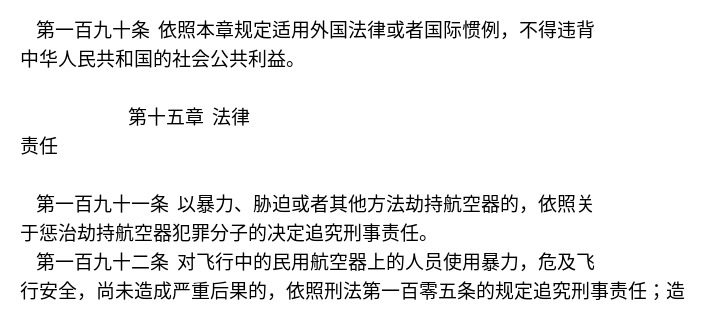 第一百九十条 依照本章规定适用外国法律或者国际惯例，不得违背
中华人民共和国的社会公共利益。
第十五章 法律
责任
第一百九十一条 以暴力、胁迫或者其他方法劫持航空器的，依照关
于惩治劫持航空器犯罪分子的决定追究刑事责任。
第一百九十二条 对飞行中的民用航空器上的人员使用暴力，危及飞
行安全，尚未造成严重后果的，依照刑法第一百零五条的规定追究刑事责任；造